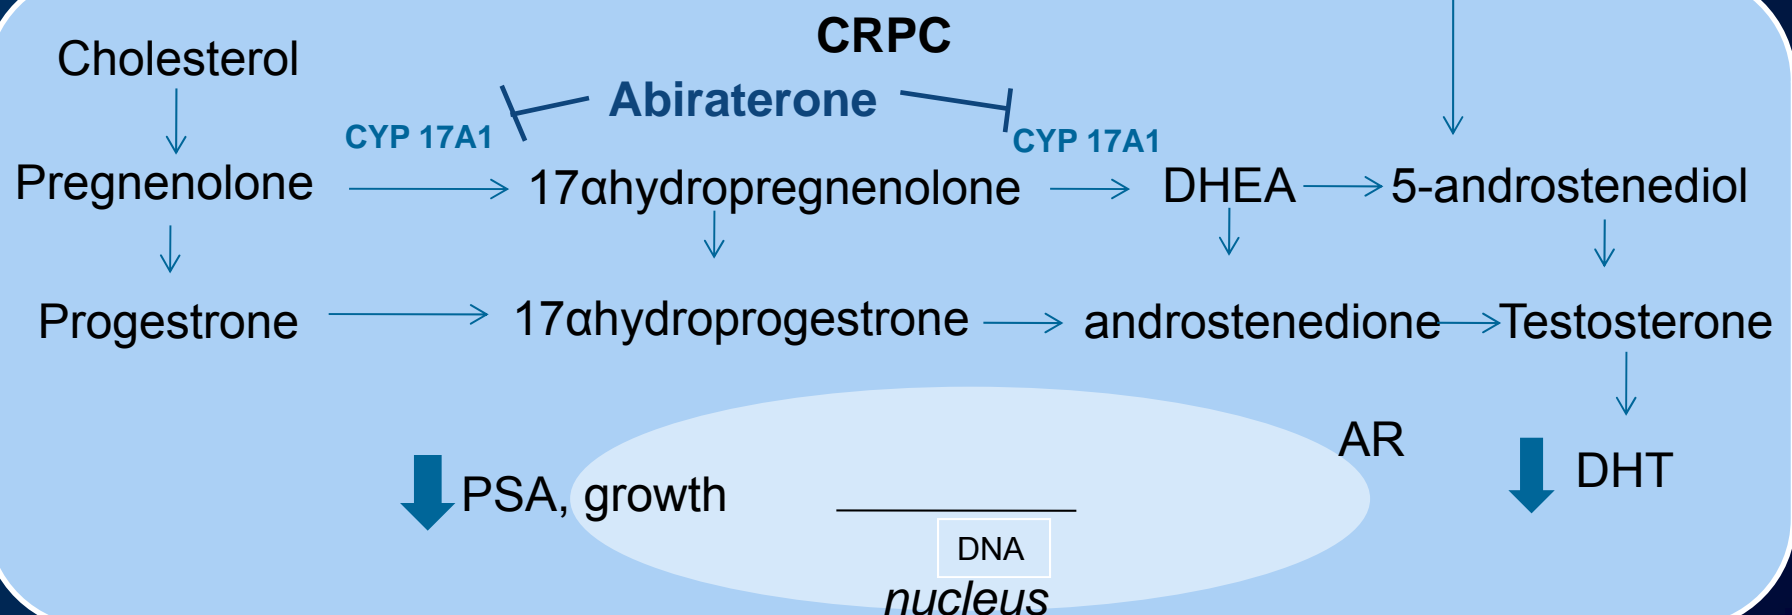 CRPC
Cholesterol
Abiraterone
CYP 17A1
CYP 17A1
Pregnenolone
17αhydropregnenolone
DHEA
5-androstenediol
Progestrone
17αhydroprogestrone
androstenedione
Testosterone
AR
DHT
PSA, growth
DNA
nucleus